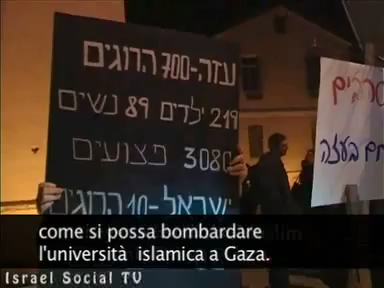 עזה-700 הרוגים
219 ילדים 89 נשים
3080 פצועים
ישראל-10 הרוגים
בעזה
come si possa bombardare
l'università islamica a Gaza.
Israel Social TV